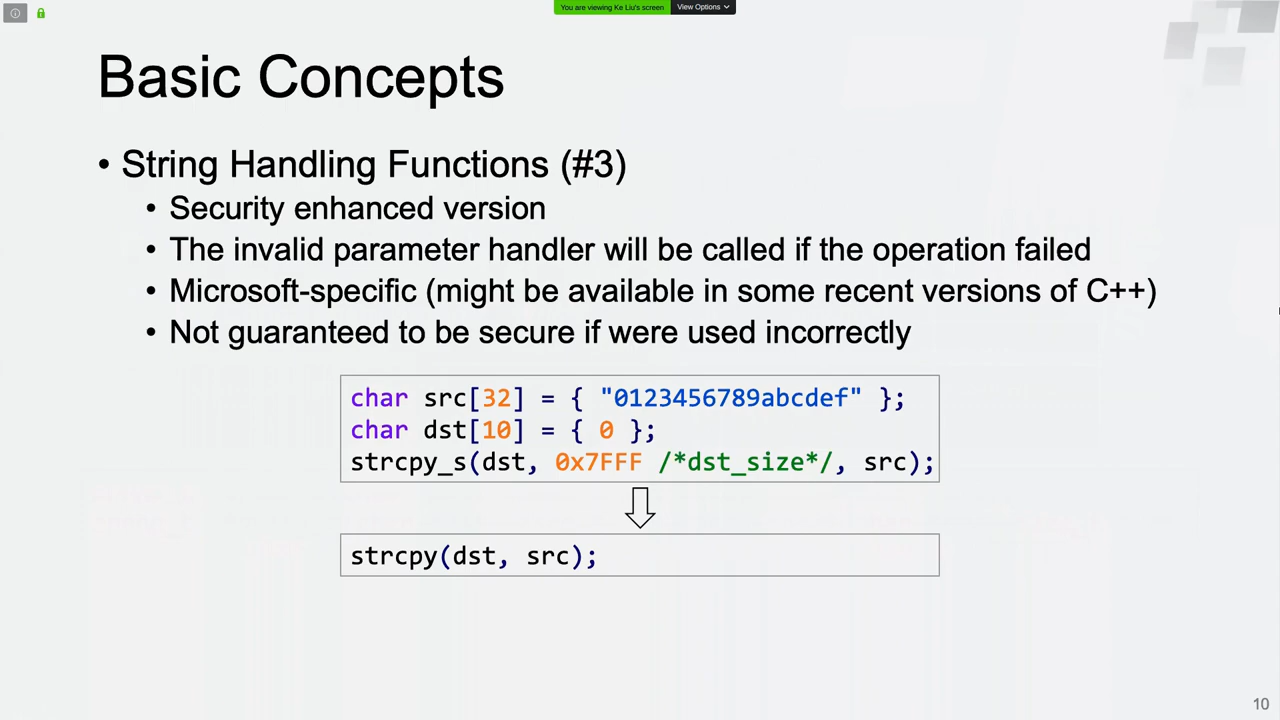 You are viewing Ke Liu's screen
View Options
Basic Concepts
• String Handling Functions (#3)
• Security enhanced version
• The invalid parameter handler will be called if the operation failed
• Microsoft-specific (might be available in some recent versions of C++)
• Not guaranteed to be secure if were used incorrectly
char src[32] = { "0123456789abcdef" };
char dst[10] = { 0 };
strcpy_s(dst, 0x7FFF /*dst_size*/, src);
strcpy(dst, src);
10